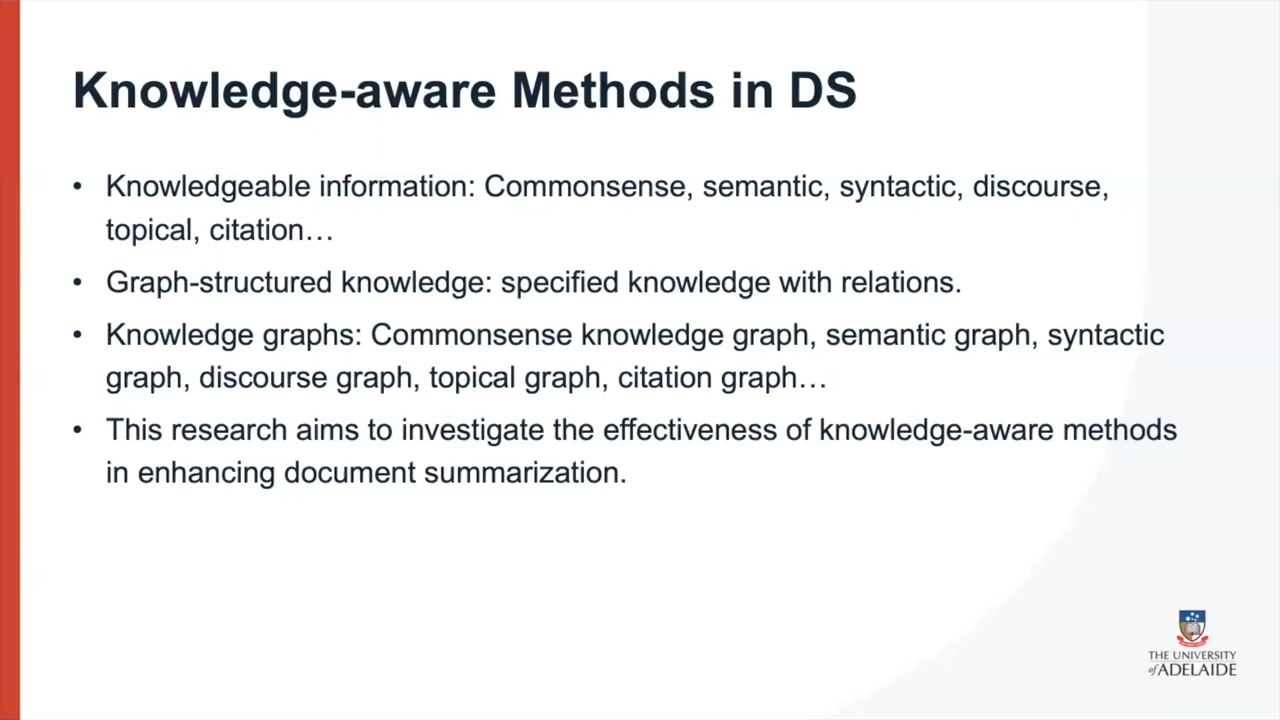 Knowledge-aware Methods in DS
• Knowledgeable information: Commonsense, semantic, syntactic, discourse,
topical, citation…
• Graph-structured knowledge: specified knowledge with relations.
• Knowledge graphs: Commonsense knowledge graph, semantic graph, syntactic
graph, discourse graph, topical graph, citation graph…
• This research aims to investigate the effectiveness of knowledge-aware methods
in enhancing document summarization.
THE UNIVERSITY
of ADELAIDE